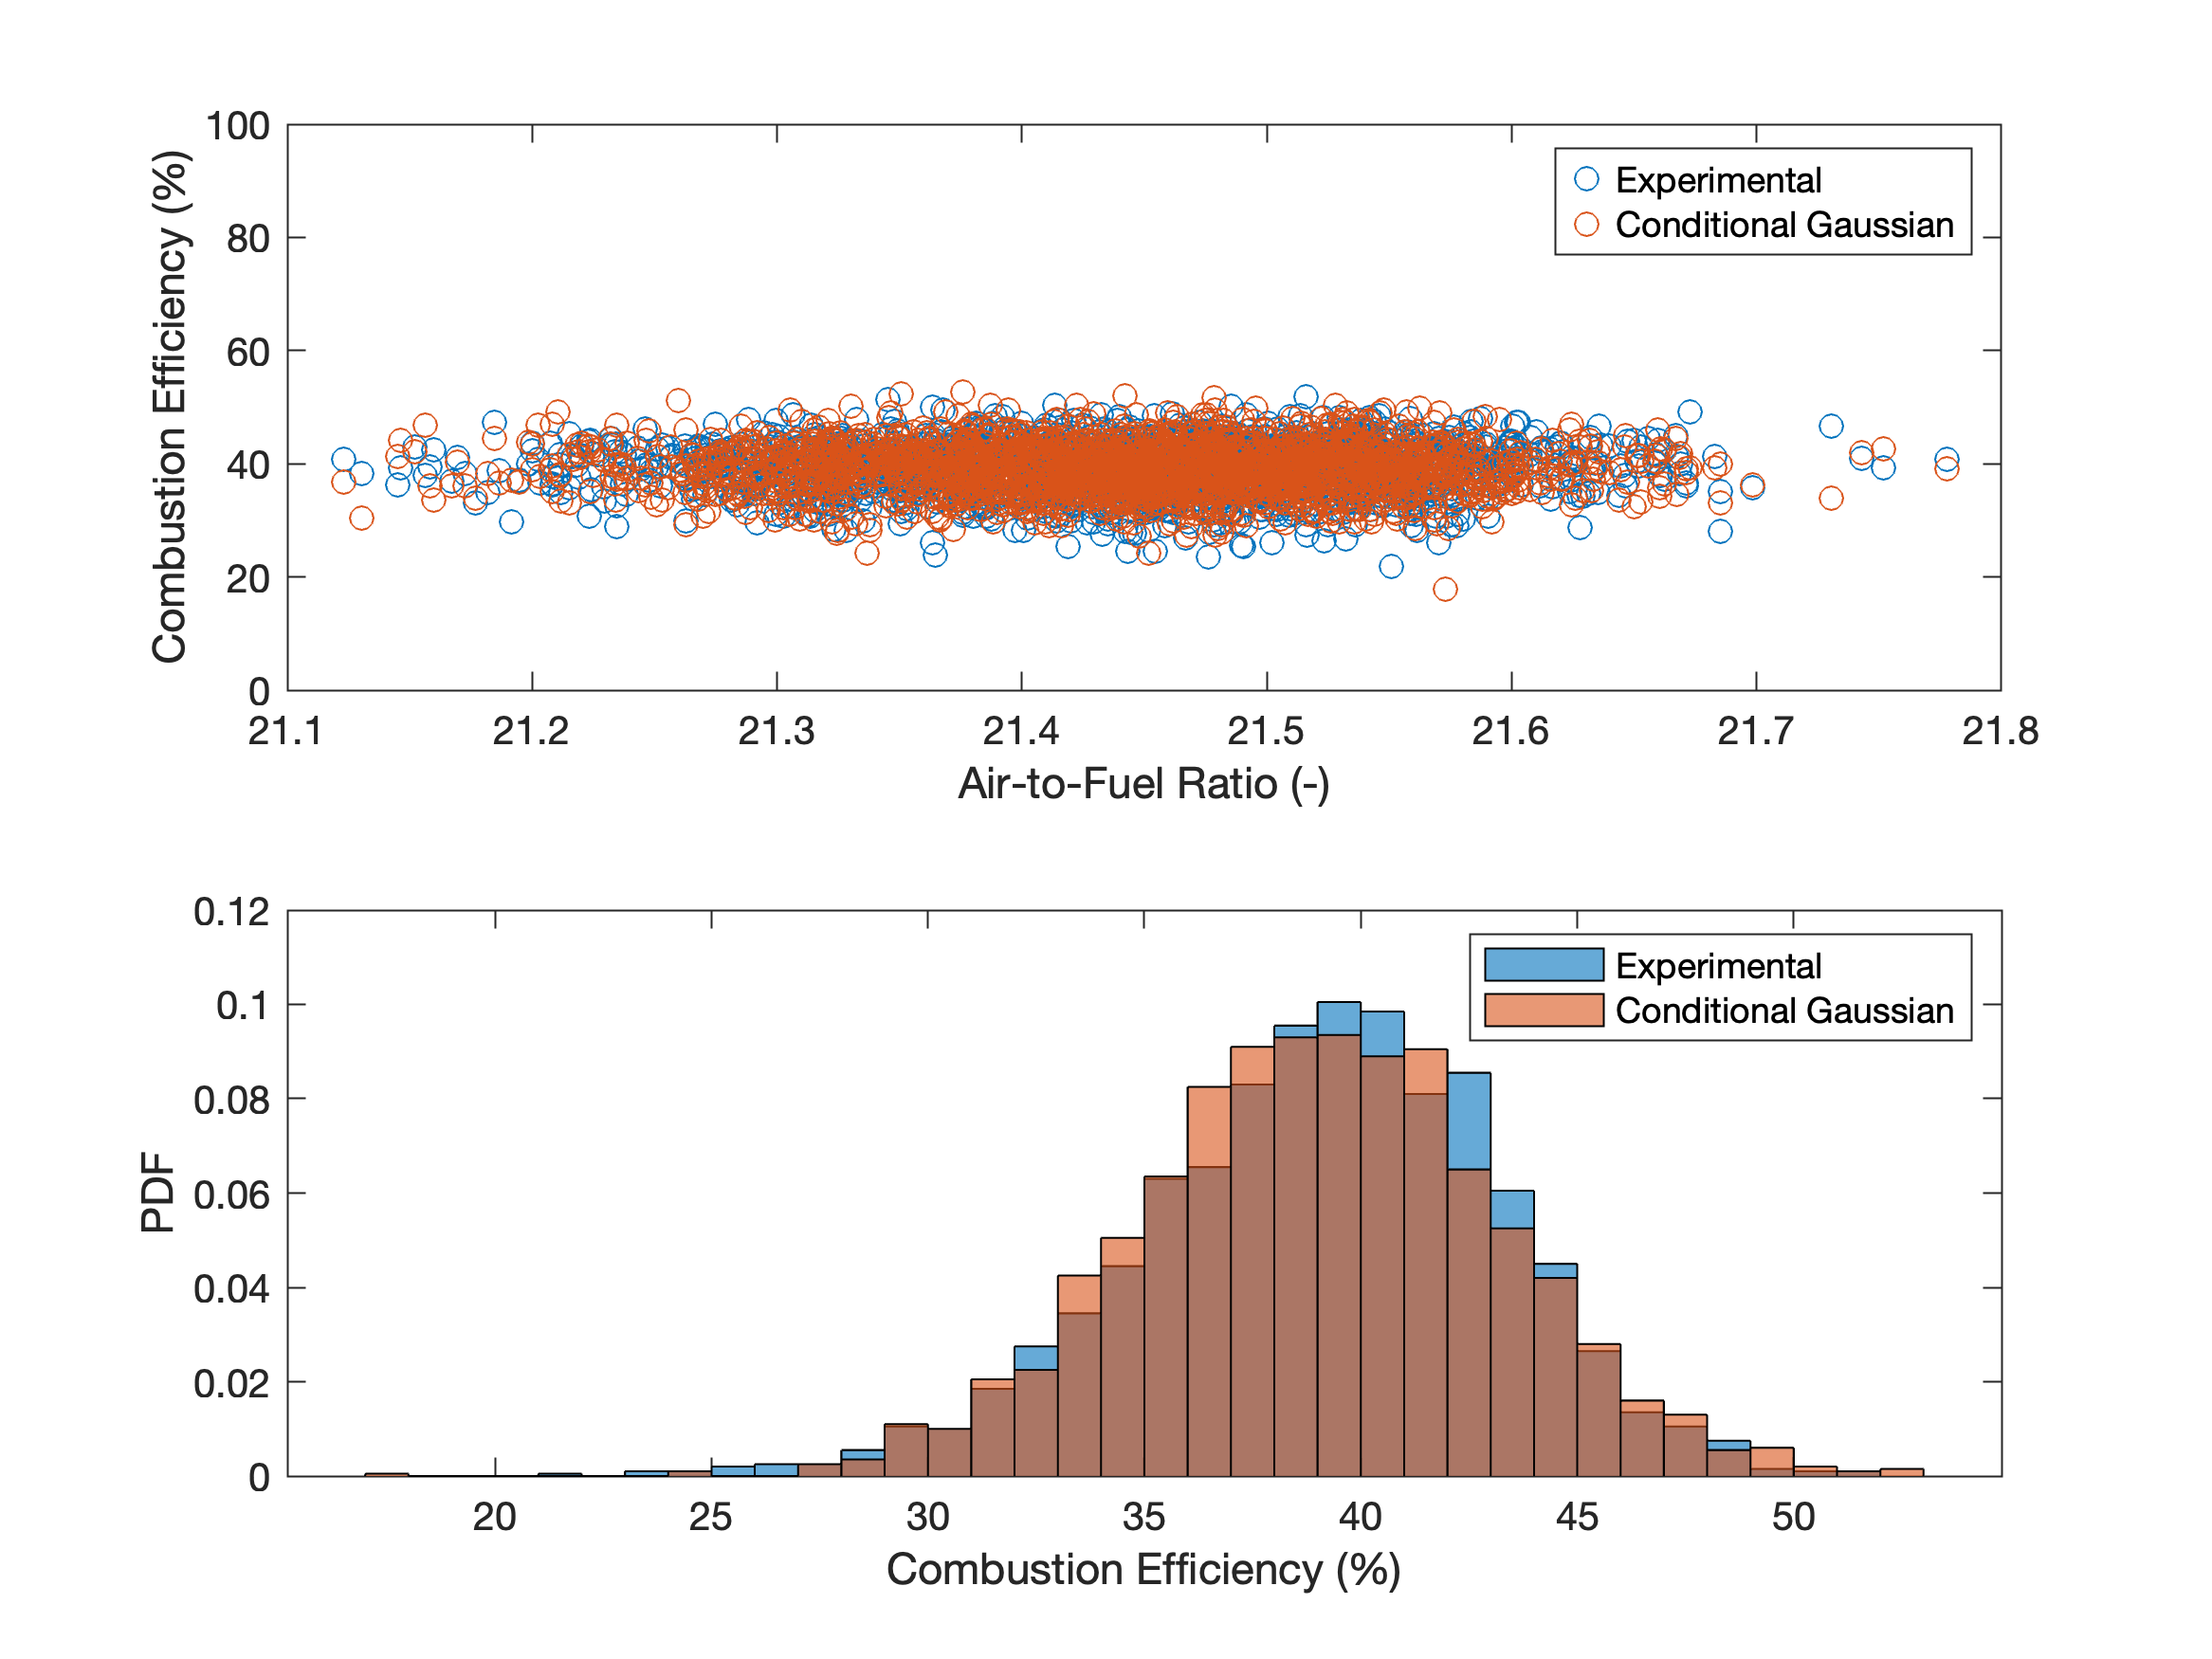 100
80
60
40
20
0
Combustion Efficiency (%)
Experimental
Conditional Gaussian
21.1 21.2 21.3 21.4 21.5 21.6 21.7 21.8
Air-to-Fuel Ratio (-)
0.12
0.1
0.08
0.06
0.04
0.02
0
PDF
Experimental
Conditional Gaussian
20 25 30 35 40 45 50
Combustion Efficiency (%)